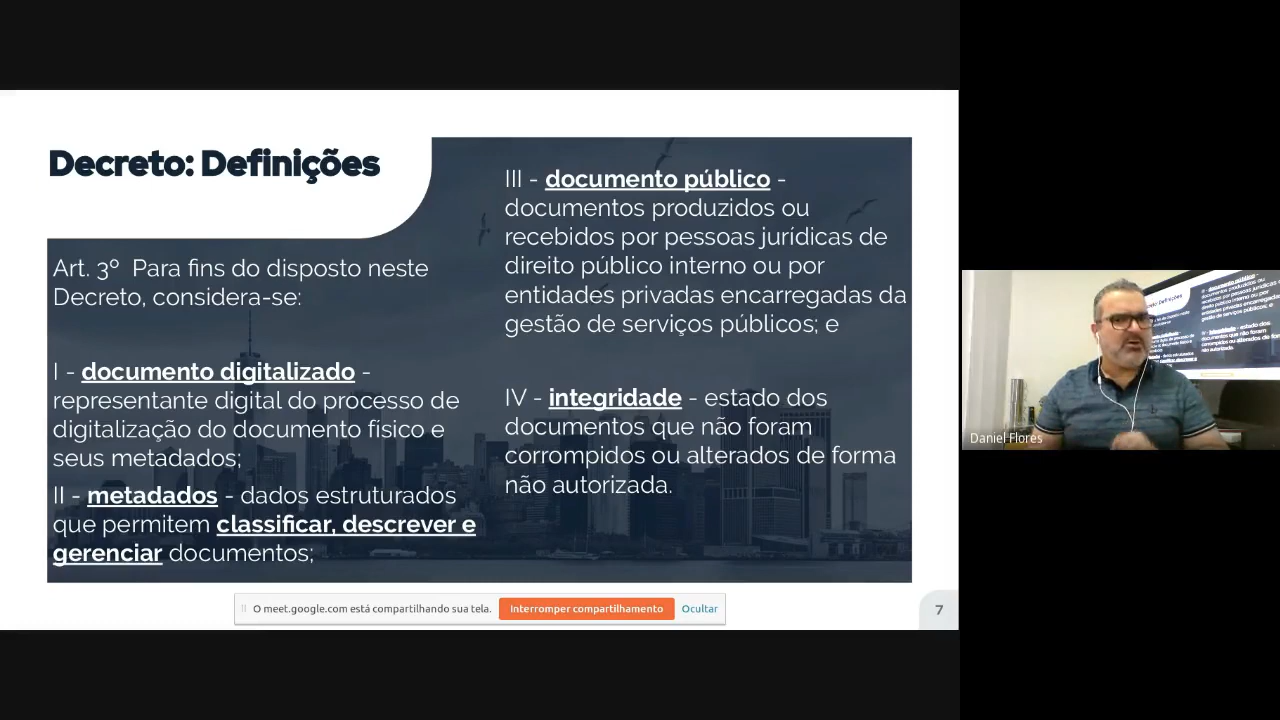 Decreto: Definições
Art. 3º Para fins do disposto neste
Decreto, considera-se:
I - documento digitalizado -
representante digital do processo de
digitalização do documento físico e
seus metadados;
II - metadados - dados estruturados
que permitem classificar, descrever e
gerenciar documentos;
III - documento público -
documentos produzidos ou
recebidos por pessoas jurídicas de
direito público interno ou por
entidades privadas encarregadas da
gestão de serviços públicos; e
IV - integridade - estado dos
documentos que não foram
corrompidos ou alterados de forma
não autorizada.
O meet.google.com está compartilhando sua tela. Interromper compartilhamento Ocultar
7
Daniel Flores